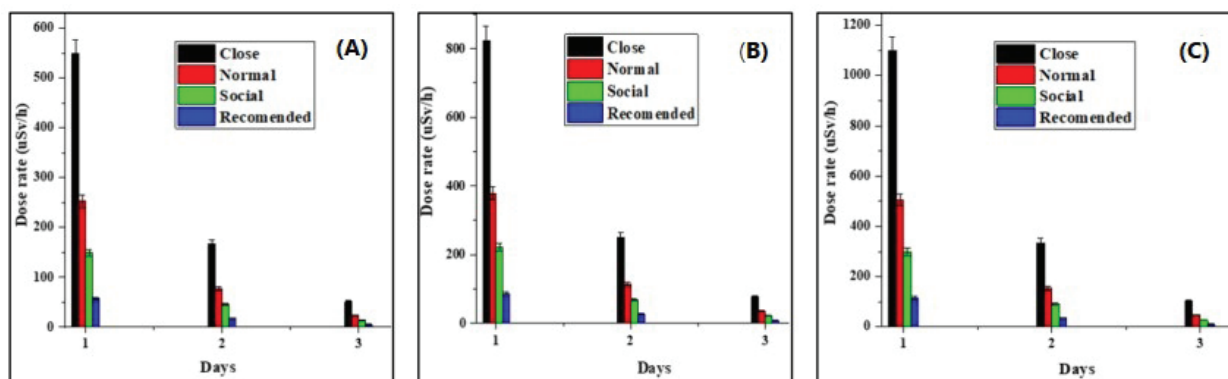 (A)
Close
Normal
Social
Recomended
Dose rate (uSv/h)
600
500
400
300
200
100
0
1 2 3
Days
(B)
Close
Normal
Social
Recomended
Dose rate (uSv/h)
800
600
400
200
0
1 2 3
Days
(C)
Close
Normal
Social
Recomended
Dose rate (uSv/h)
1200
1000
800
600
400
200
0
1 2 3
Days